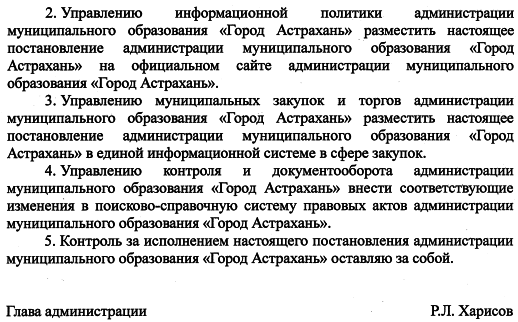 2. Управлению информационной политики администрации
муниципального образования «Город Астрахань» разместить настоящее
постановление администрации муниципального образования «Город
Астрахань» на официальном сайте администрации муниципального
образования «Город Астрахань».
3. Управлению муниципальных закупок и торгов администрации
муниципального образования «Город Астрахань» разместить настоящее
постановление администрации муниципального образования «Город
Астрахань» в единой информационной системе в сфере закупок.
4. Управлению контроля и документооборота администрации
муниципального образования «Город Астрахань» внести соответствующие
изменения в поисково-справочную систему правовых актов администрации
муниципального образования «Город Астрахань».
5. Контроль за исполнением настоящего постановления администрации
муниципального образования «Город Астрахань» оставляю за собой.
Глава администрации Р.Л. Харисов